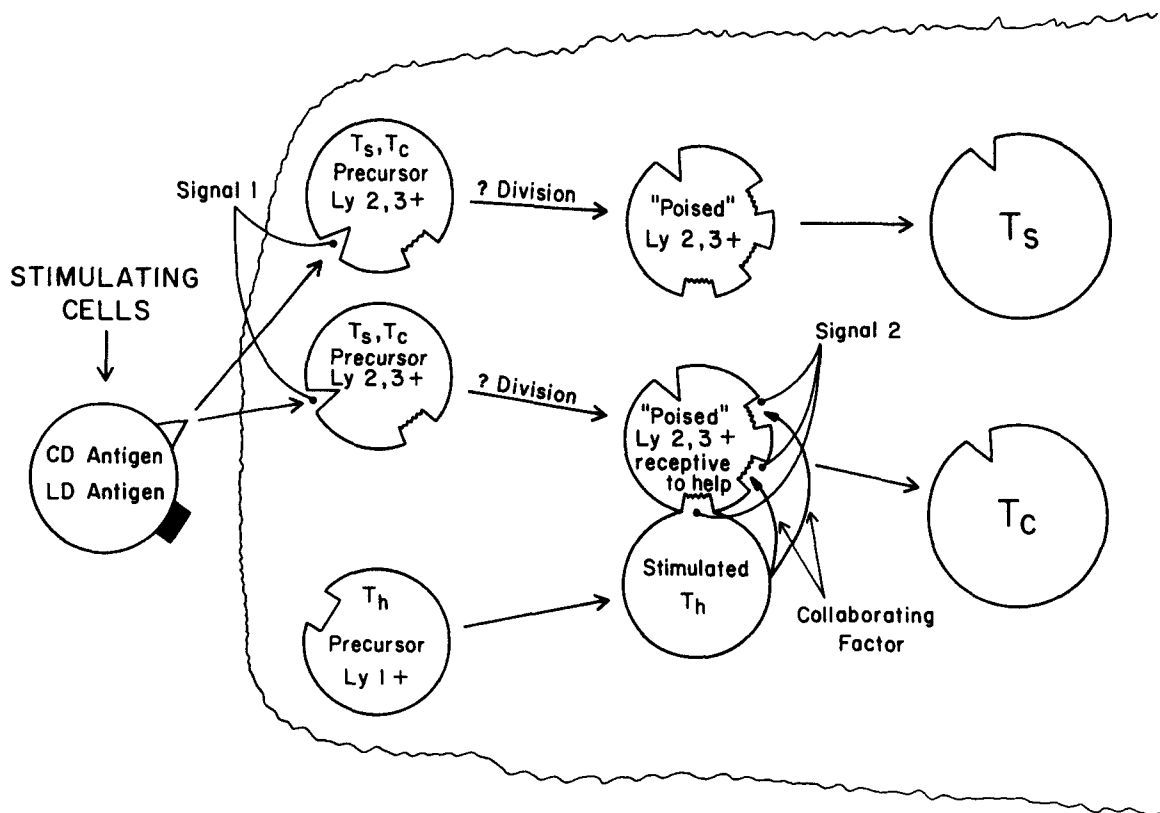 Signal 1
STIMULATING
CELLS
CD Antigen
LD Antigen
Ts, Tc
Precursor
Ly 2,3+
? Division
"Poised"
Ly 2,3+
Ts
Ts, Tc
Precursor
Ly 2,3+
? Division
Signal 2
"Poised"
Ly 2,3+
receptive
to help
Tc
Th
Precursor
Ly 1+
Stimulated
Th
Collaborating
Factor